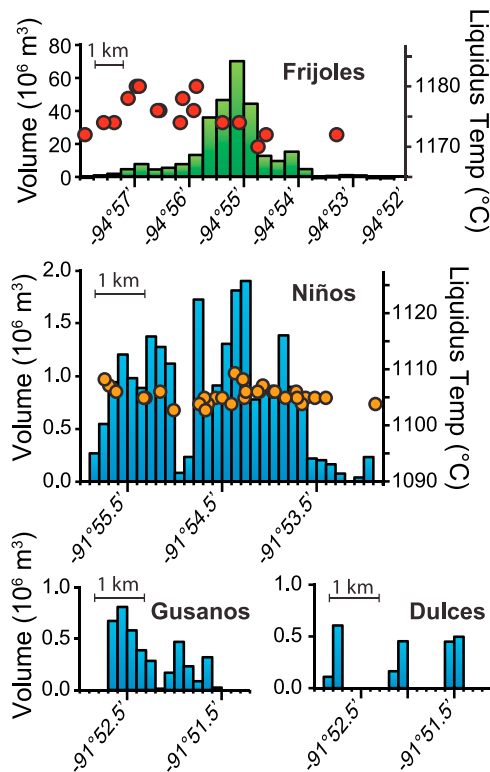 1 km
Frijoles
Volume (10⁶ m³)
80
60
40
20
0
1180
1170
Liquidus Temp (°C)
-94°57'
-94°56'
-94°55'
-94°54'
-94°53'
-94°52'
1 km
Niños
Volume (10⁶ m³)
2.0
1.5
1.0
0.5
0.0
1120
1110
1100
1090
Liquidus Temp (°C)
-91°55.5'
-91°54.5'
-91°53.5'
1 km
Gusanos
Volume (10⁶ m³)
1.0
0.5
0.0
-91°52.5'
-91°51.5'
1 km
Dulces
1.0
0.5
0.0
-91°52.5'
-91°51.5'